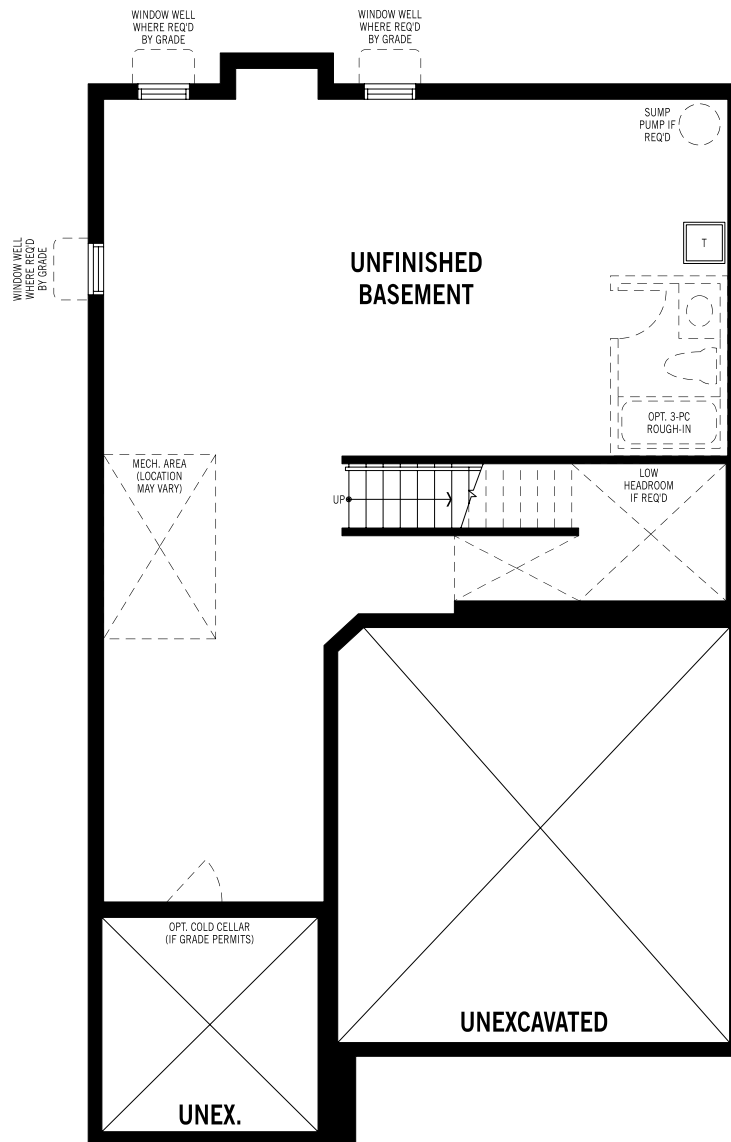 WINDOW WELL
WHERE REQ'D
BY GRADE
WINDOW WELL
WHERE REQ'D
BY GRADE
SUMP
PUMP IF
REQ'D
WINDOW WELL
WHERE REQ'D
BY GRADE
T
UNFINISHED
BASEMENT
OPT. 3-PC
ROUGH-IN
MECH. AREA
(LOCATION
MAY VARY)
UP
LOW
HEADROOM
IF REQ'D
OPT. COLD CELLAR
(IF GRADE PERMITS)
UNEXCAVATED
UNEX.